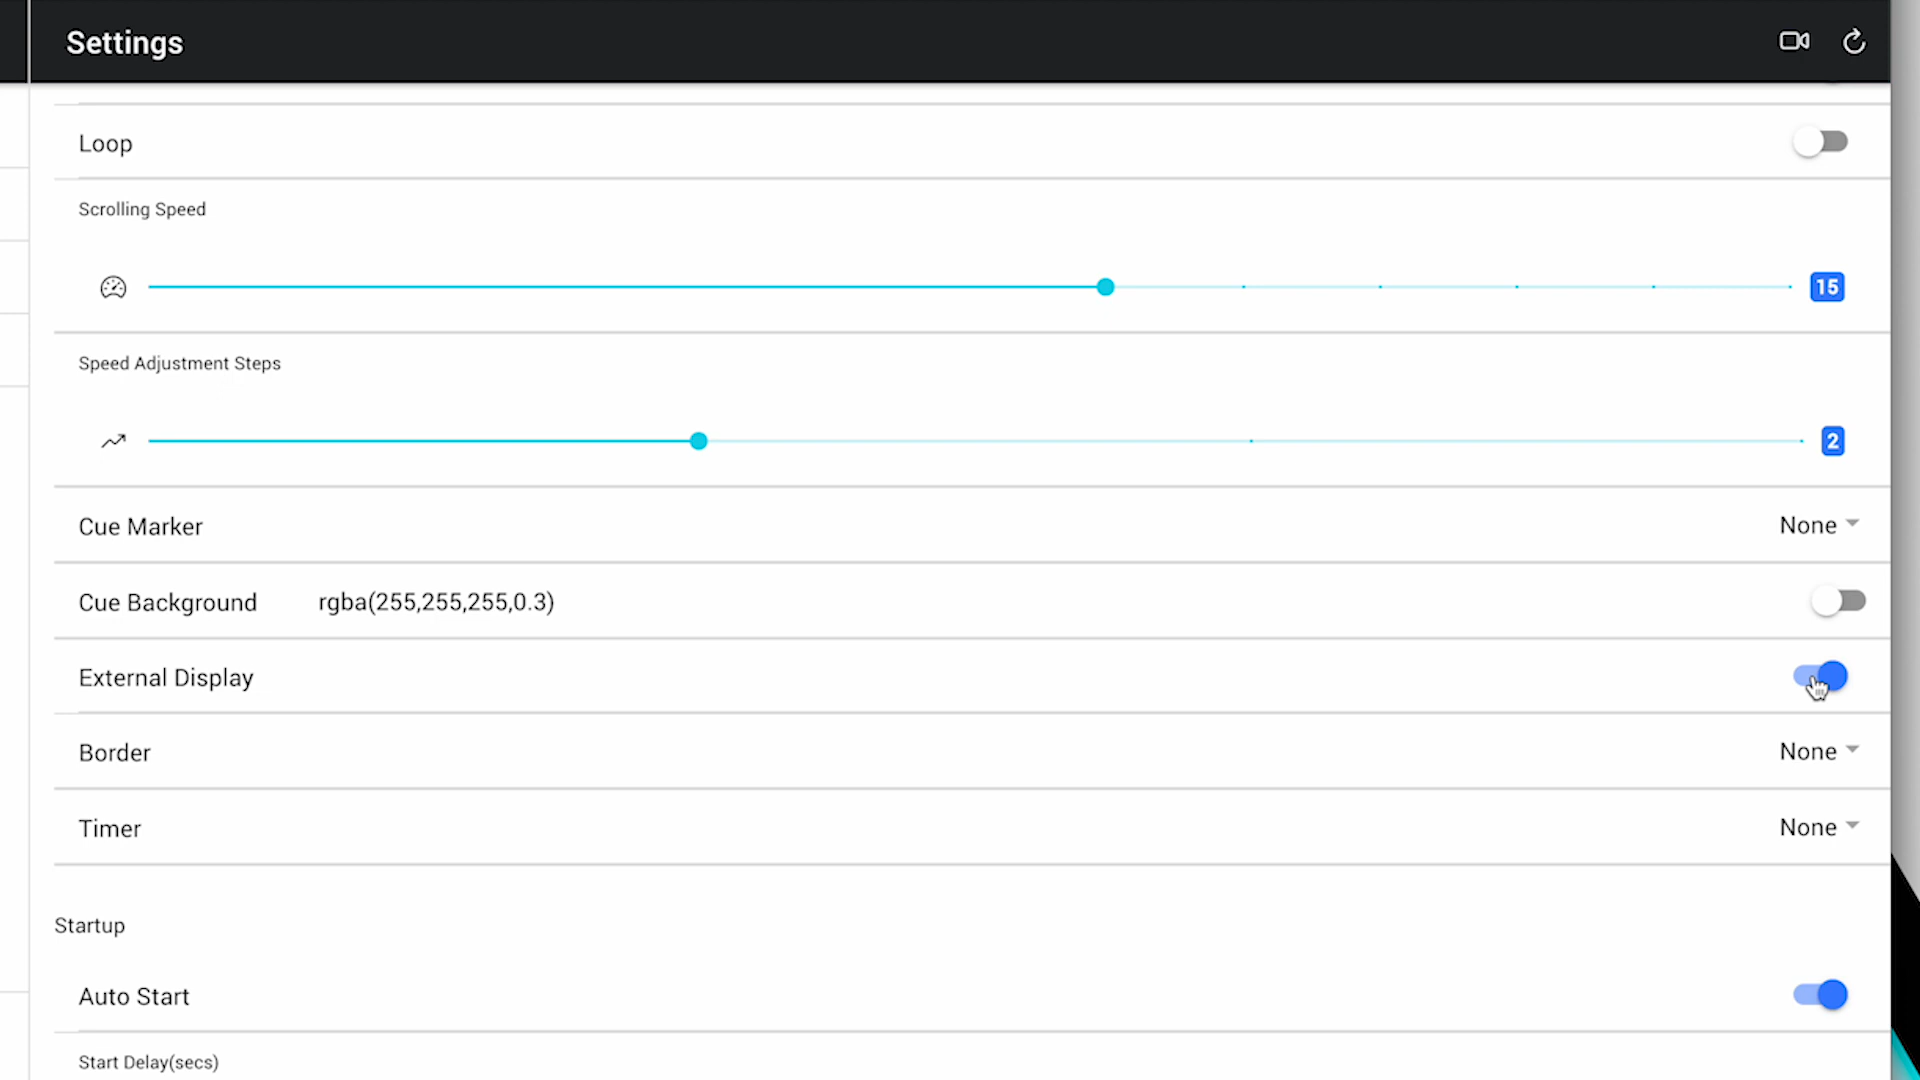 Settings
Loop
Scrolling Speed
15
Speed Adjustment Steps
2
Cue Marker None
Cue Background rgba(255,255,255,0.3)
External Display
Border None
Timer None
Startup
Auto Start
Start Delay(secs)